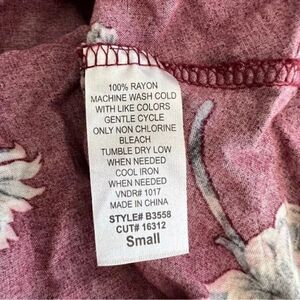 100% RAYON
MACHINE WASH COLD
WITH LIKE COLORS
GENTLE CYCLE
ONLY NON CHLORINE
BLEACH
TUMBLE DRY LOW
WHEN NEEDED
COOL IRON
WHEN NEEDED
VNDR# 1017
MADE IN CHINA
STYLE# B3558
CUT# 16312
Small